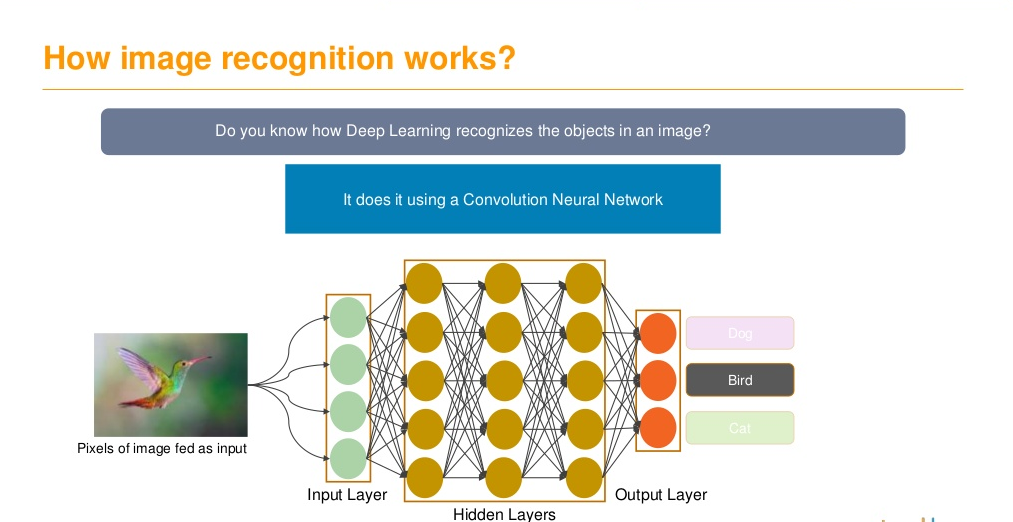 How image recognition works?
Do you know how Deep Learning recognizes the objects in an image?
It does it using a Convolution Neural Network
Dog
Bird
Cat
Pixels of image fed as input
Input Layer
Output Layer
Hidden Layers